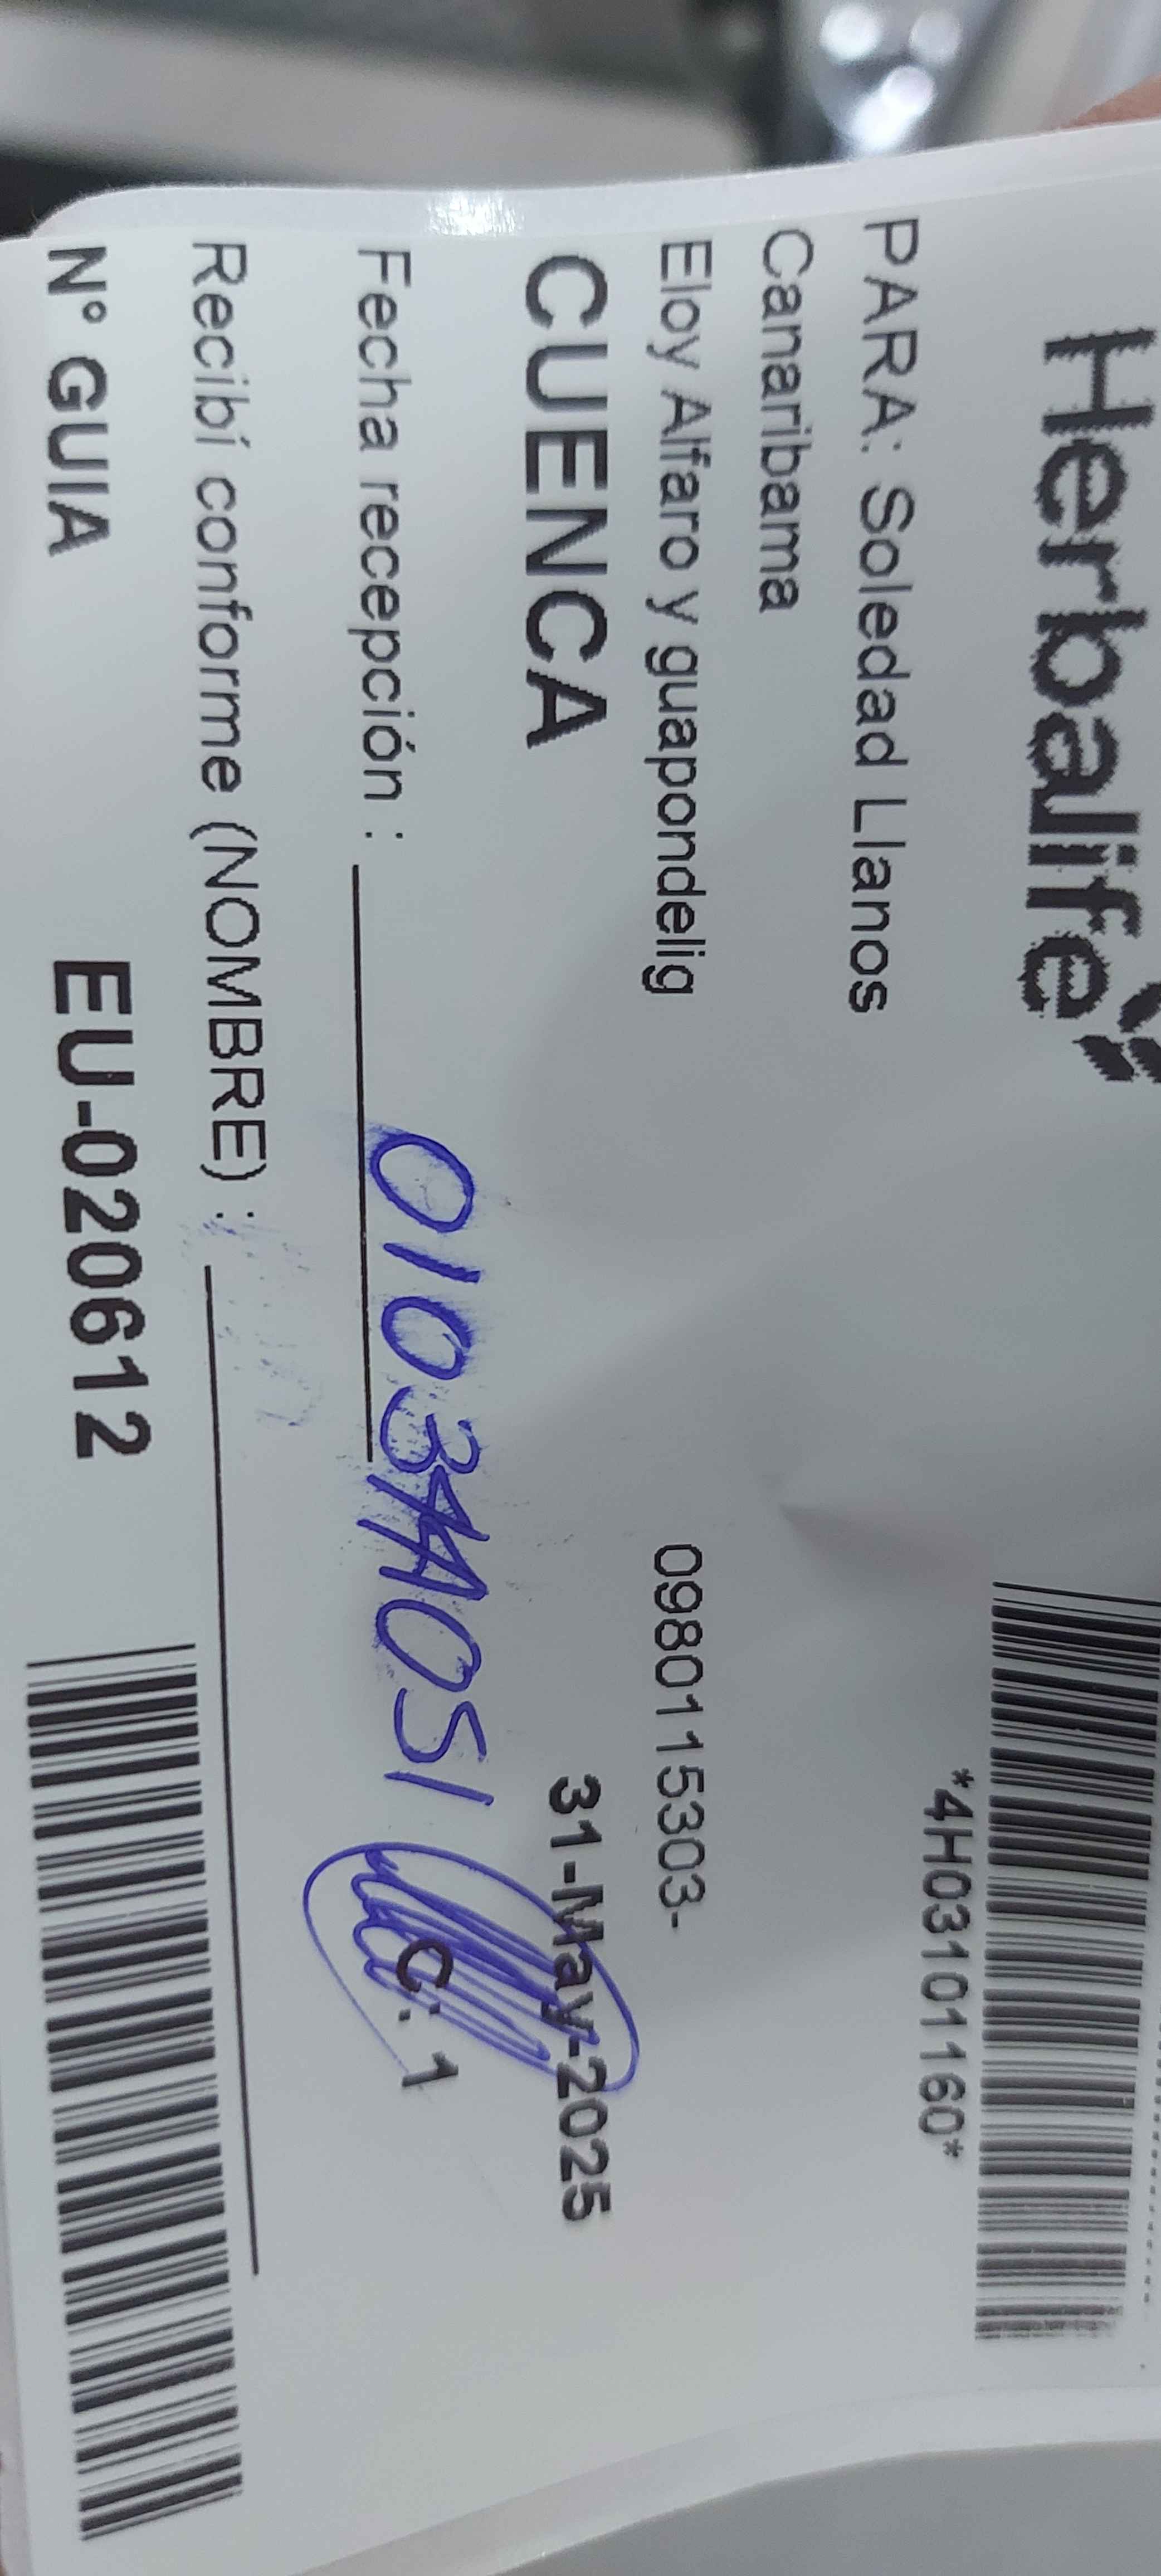 Herbalife
*4H03101160*
PARA: Soledad Llanos
Canaribama
Eloy Alfaro y guapondelig 0980115303-
CUENCA 31-May-2025
Fecha recepción : 010344051
C: 1
Recibí conforme (NOMBRE) :
N° GUIA EU-020612